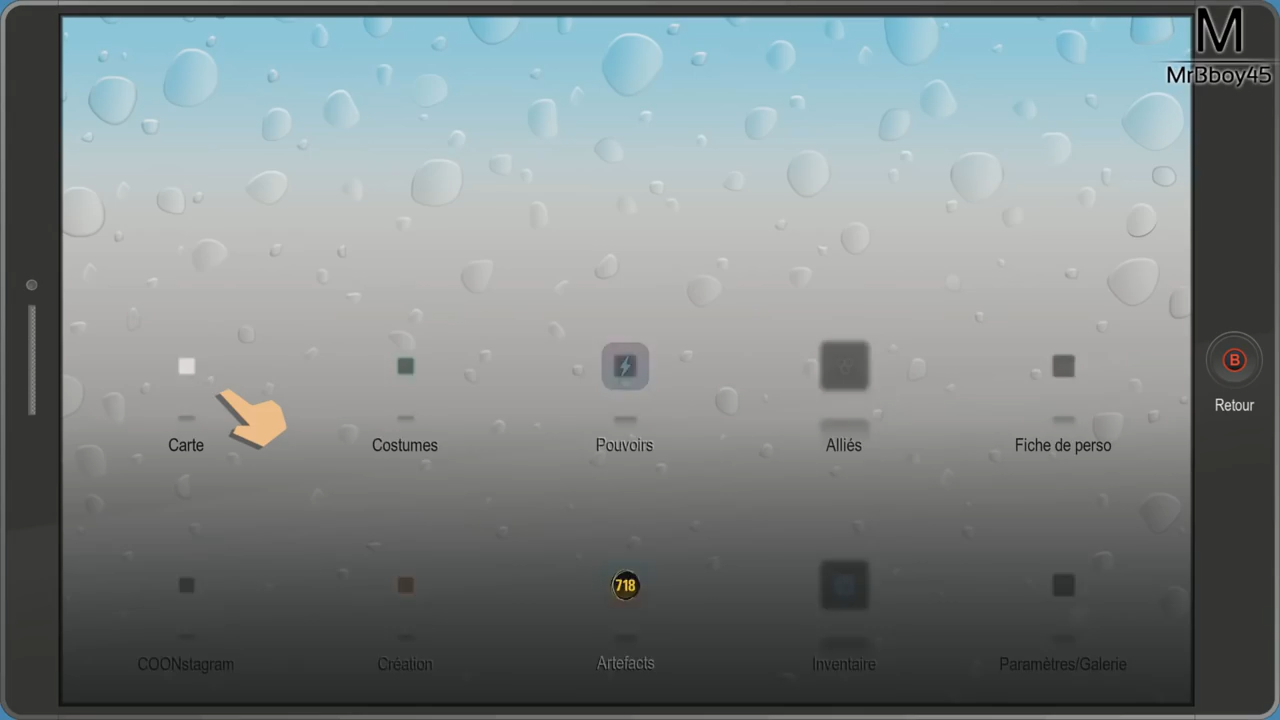 M
MrBboy45
B
Retour
Carte
Costumes
Pouvoirs
Alliés
Fiche de perso
718
COONstagram
Création
Artefacts
Inventaire
Paramètres/Galerie